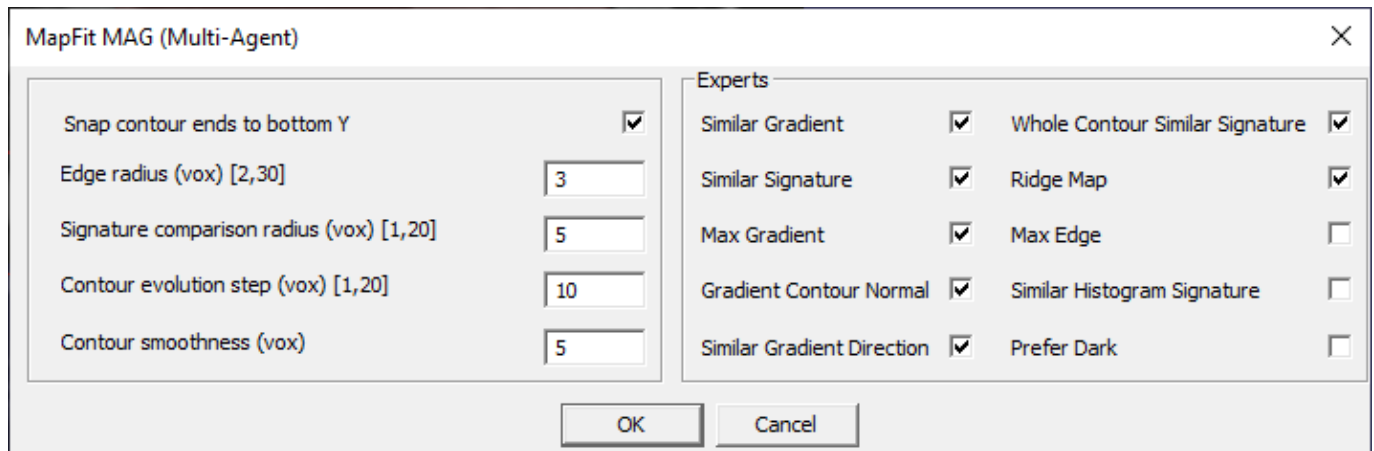 MapFit MAG (Multi-Agent)
Snap contour ends to bottom Y
Edge radius (vox) [2,30] 3
Signature comparison radius (vox) [1,20] 5
Contour evolution step (vox) [1,20] 10
Contour smoothness (vox) 5
Experts
Similar Gradient Whole Contour Similar Signature
Similar Signature Ridge Map
Max Gradient Max Edge
Gradient Contour Normal Similar Histogram Signature
Similar Gradient Direction Prefer Dark
OK Cancel